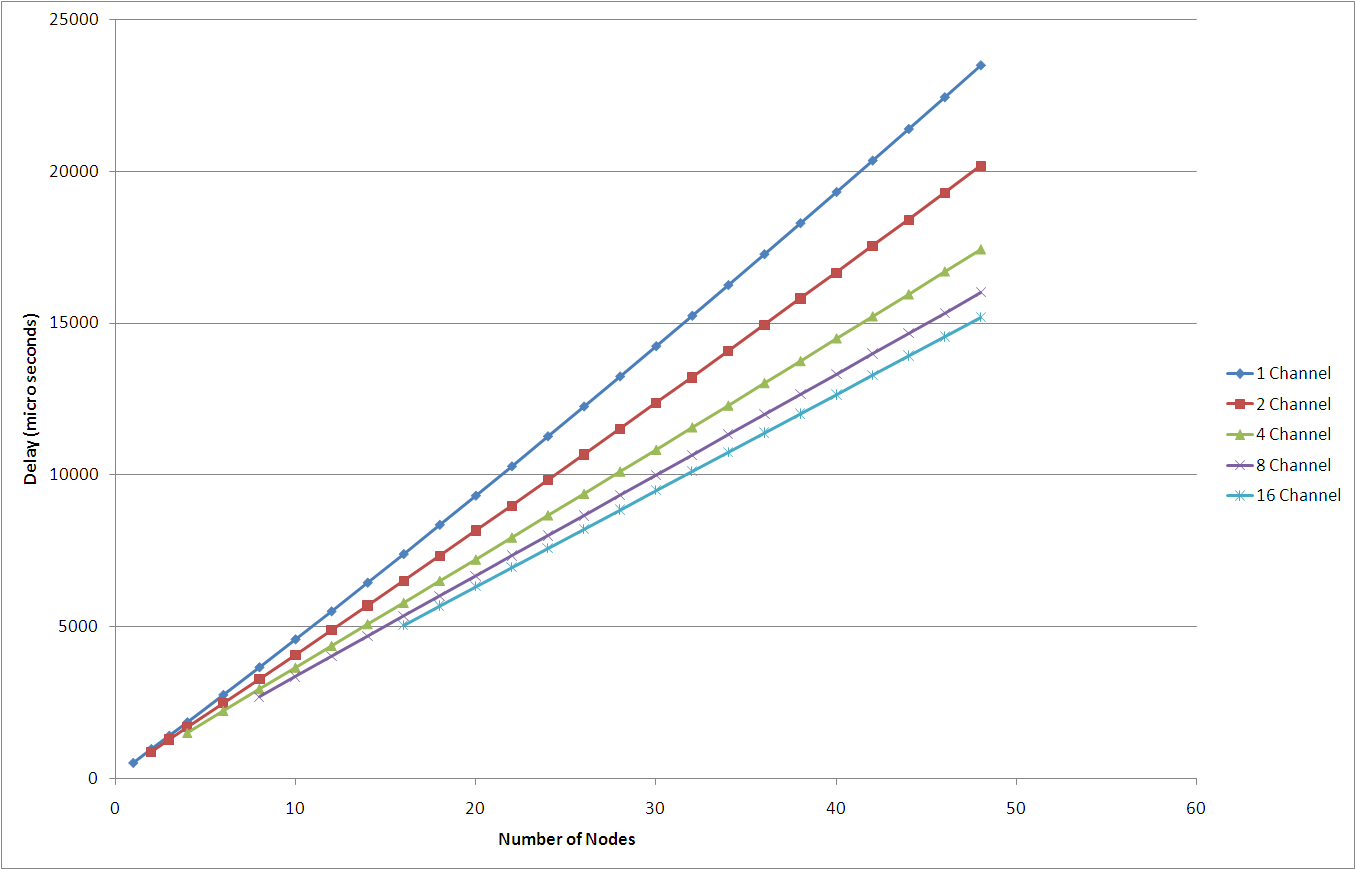 25000
20000
15000
10000
5000
0
Delay (micro seconds)
0 10 20 30 40 50 60
Number of Nodes
1 Channel
2 Channel
4 Channel
8 Channel
16 Channel